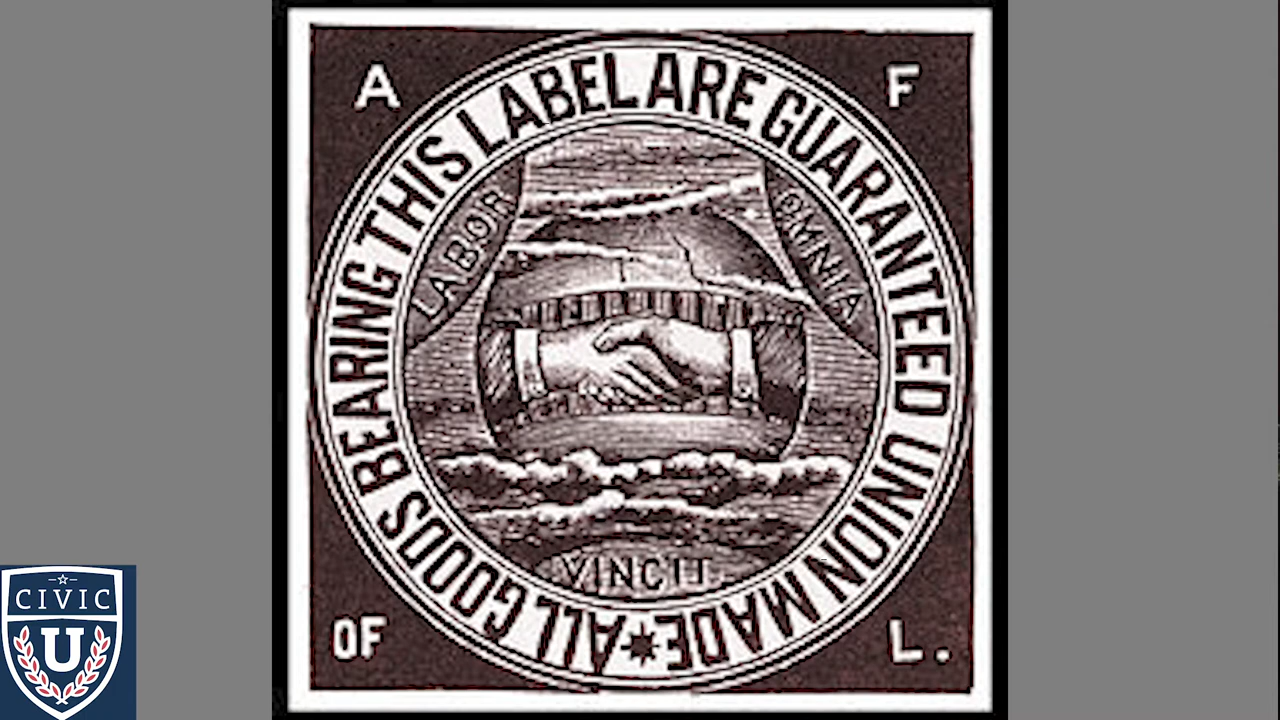 A F
ALL GOODS BEARING THIS LABEL ARE GUARANTEED UNION MADE
LABOR OMNIA
VINCIT
OF L.
CIVIC
U